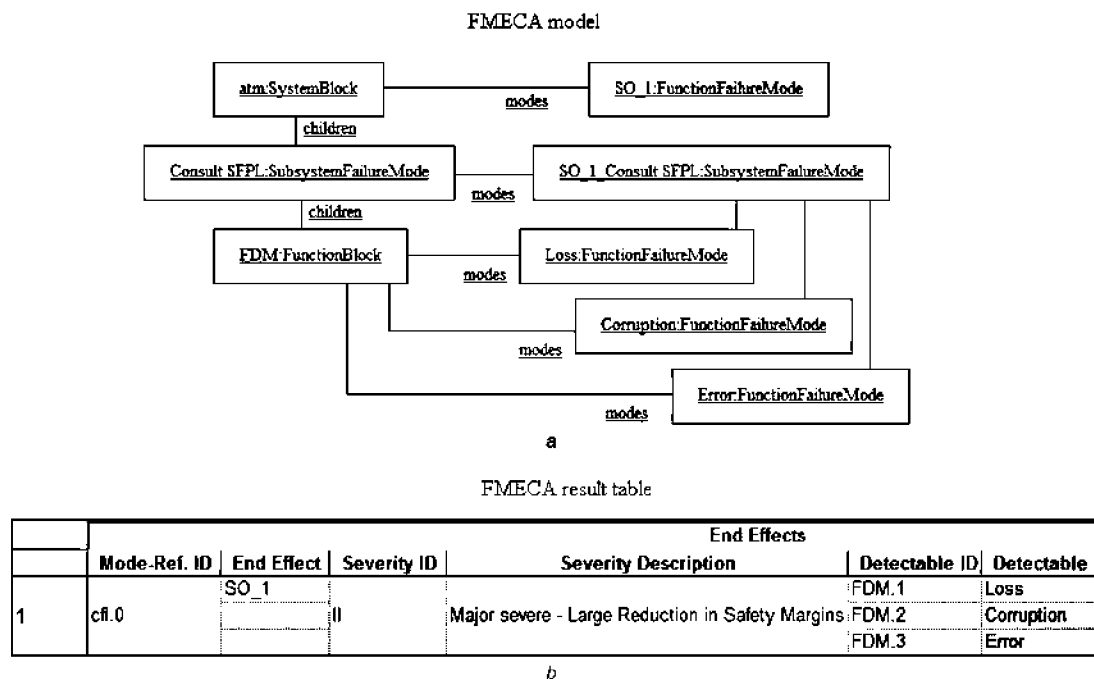 FMECA model
atm:SystemBlock
modes
SO_1:FunctionFailureMode
children
Consult SFPL:SubsystemFailureMode
modes
SO_1_Consult SFPL:SubsystemFailureMode
children
FDM:FunctionBlock
modes
Loss:FunctionFailureMode
modes
Corruption:FunctionFailureMode
modes
Error:FunctionFailureMode
a
FMECA result table
End Effects
Mode-Ref. ID End Effect Severity ID Severity Description Detectable ID Detectable
SO_1 FDM.1 Loss
1 cfi.0 II Major severe - Large Reduction in Safety Margins FDM.2 Corruption
FDM.3 Error
b